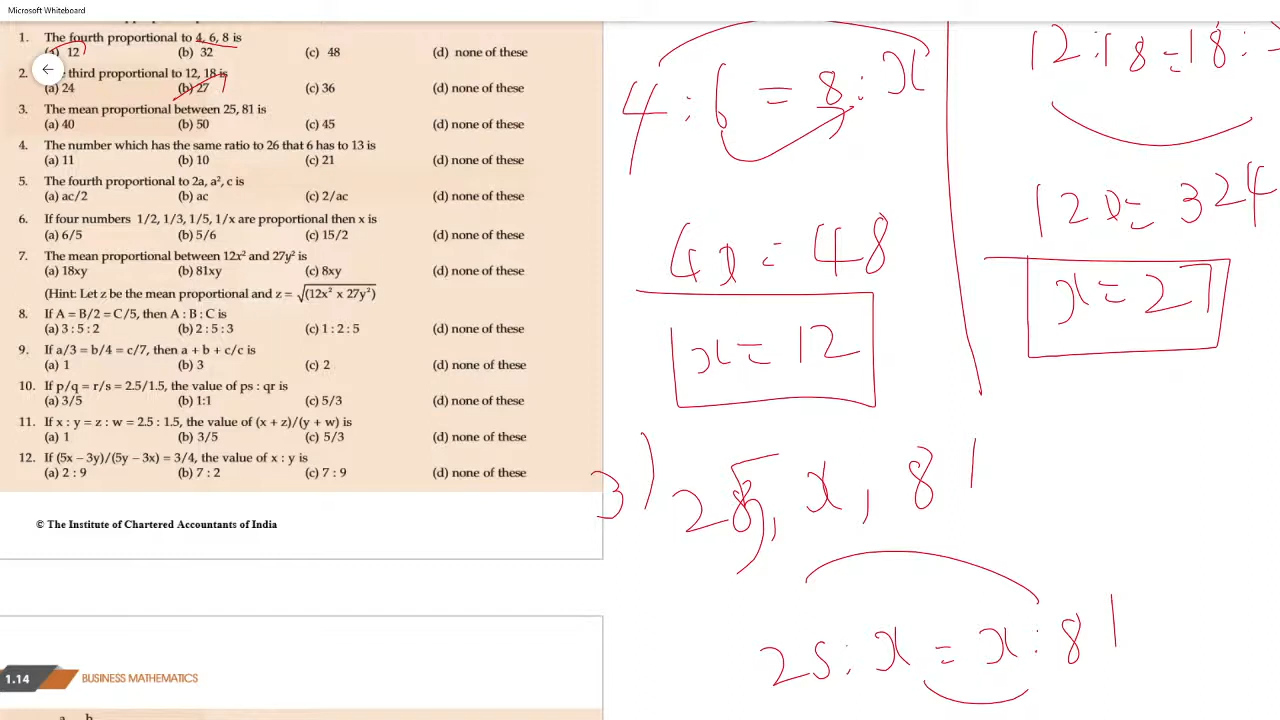 Microsoft Whiteboard
1. The fourth proportional to 4, 6, 8 is
(a) 12 (b) 32 (c) 48 (d) none of these
2. third proportional to 12, 18 is
(a) 24 (b) 27 (c) 36 (d) none of these
3. The mean proportional between 25, 81 is
(a) 40 (b) 50 (c) 45 (d) none of these
4. The number which has the same ratio to 26 that 6 has to 13 is
(a) 11 (b) 10 (c) 21 (d) none of these
5. The fourth proportional to 2a, a², c is
(a) ac/2 (b) ac (c) 2/ac (d) none of these
6. If four numbers 1/2, 1/3, 1/5, 1/x are proportional then x is
(a) 6/5 (b) 5/6 (c) 15/2 (d) none of these
7. The mean proportional between 12x² and 27y² is
(a) 18xy (b) 81xy (c) 8xy (d) none of these
(Hint: Let z be the mean proportional and z = √(12x² x 27y²)
8. If A = B/2 = C/5, then A : B : C is
(a) 3 : 5 : 2 (b) 2 : 5 : 3 (c) 1 : 2 : 5 (d) none of these
9. If a/3 = b/4 = c/7, then a + b + c/c is
(a) 1 (b) 3 (c) 2 (d) none of these
10. If p/q = r/s = 2.5/1.5, the value of ps : qr is
(a) 3/5 (b) 1:1 (c) 5/3 (d) none of these
11. If x : y = z : w = 2.5 : 1.5, the value of (x + z)/(y + w) is
(a) 1 (b) 3/5 (c) 5/3 (d) none of these
12. If (5x – 3y)/(5y – 3x) = 3/4, the value of x : y is
(a) 2 : 9 (b) 7 : 2 (c) 7 : 9 (d) none of these
© The Institute of Chartered Accountants of India
1.14 BUSINESS MATHEMATICS
a b
4 : 6 = 8 : x
4x = 48
x = 12
12 : 18 = 18 :
12x = 324
x = 27
3) 25, x, 81
25 : x = x : 81